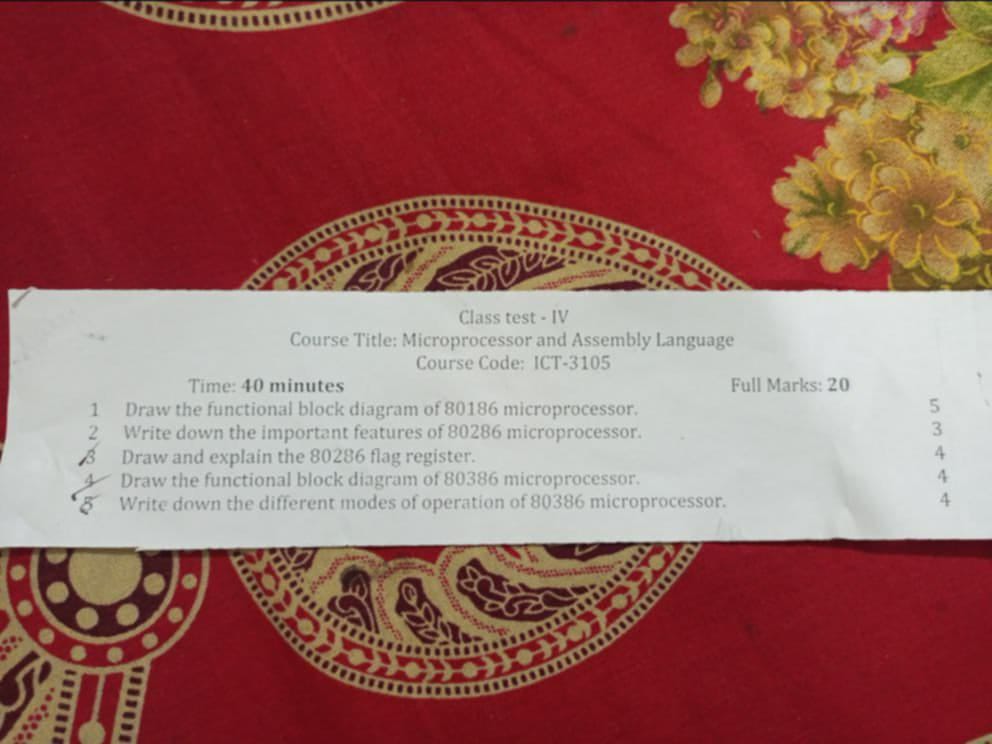 Class test - IV
Course Title: Microprocessor and Assembly Language
Course Code: ICT-3105
Time: 40 minutes Full Marks: 20
1 Draw the functional block diagram of 80186 microprocessor. 5
2 Write down the important features of 80286 microprocessor. 3
3 Draw and explain the 80286 flag register. 4
4 Draw the functional block diagram of 80386 microprocessor. 4
5 Write down the different modes of operation of 80386 microprocessor. 4